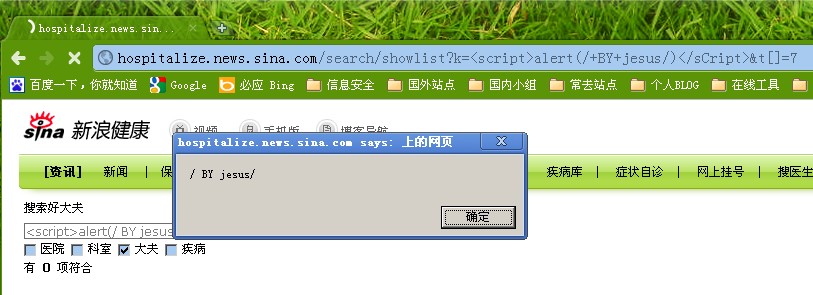 hospitalize.news.sina.com...
hospitalize.news.sina.com/search/showlist?k=<script>alert(/+BY+jesus/)</sCript>&t[]=7
百度一下，你就知道 Google 必应 Bing 信息安全 国外站点 国内小组 常去站点 个人BLOG 在线工具
sina 新浪健康 视频 手机版 博客导航
hospitalize.news.sina.com says: 上的网页
/ BY jesus/
确定
[资讯] 新闻 | 保 疾病库 | 症状自诊 | 网上挂号 | 搜医生
搜索好大夫
<script>alert(/ BY jesus
医院 科室 大夫 疾病
有 0 项符合